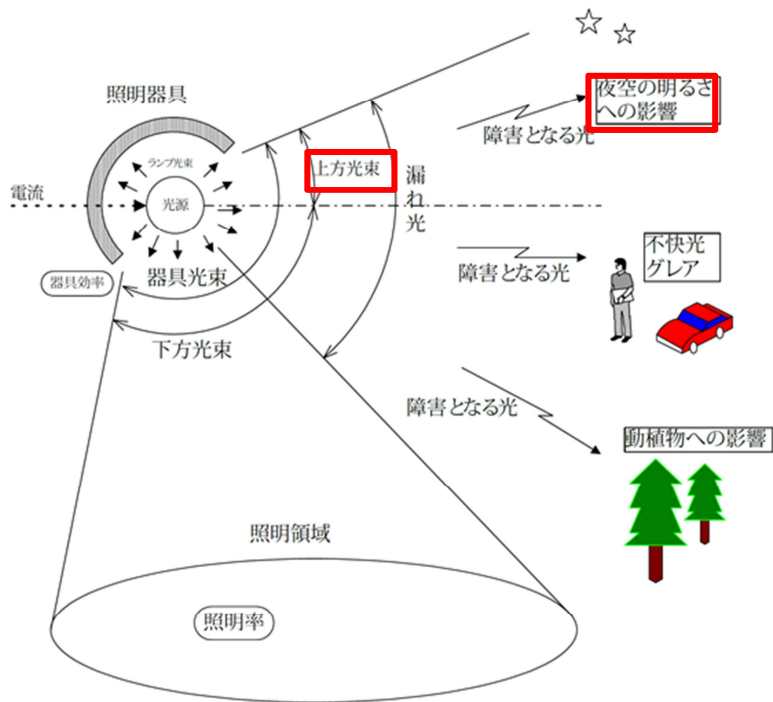 照明器具
ランプ光束
電流
光源
器具効率
器具光束
下方光束
上方光束
漏れ光
夜空の明るさ
への影響
障害となる光
不快光
グレア
障害となる光
障害となる光
動植物への影響
照明領域
照明率